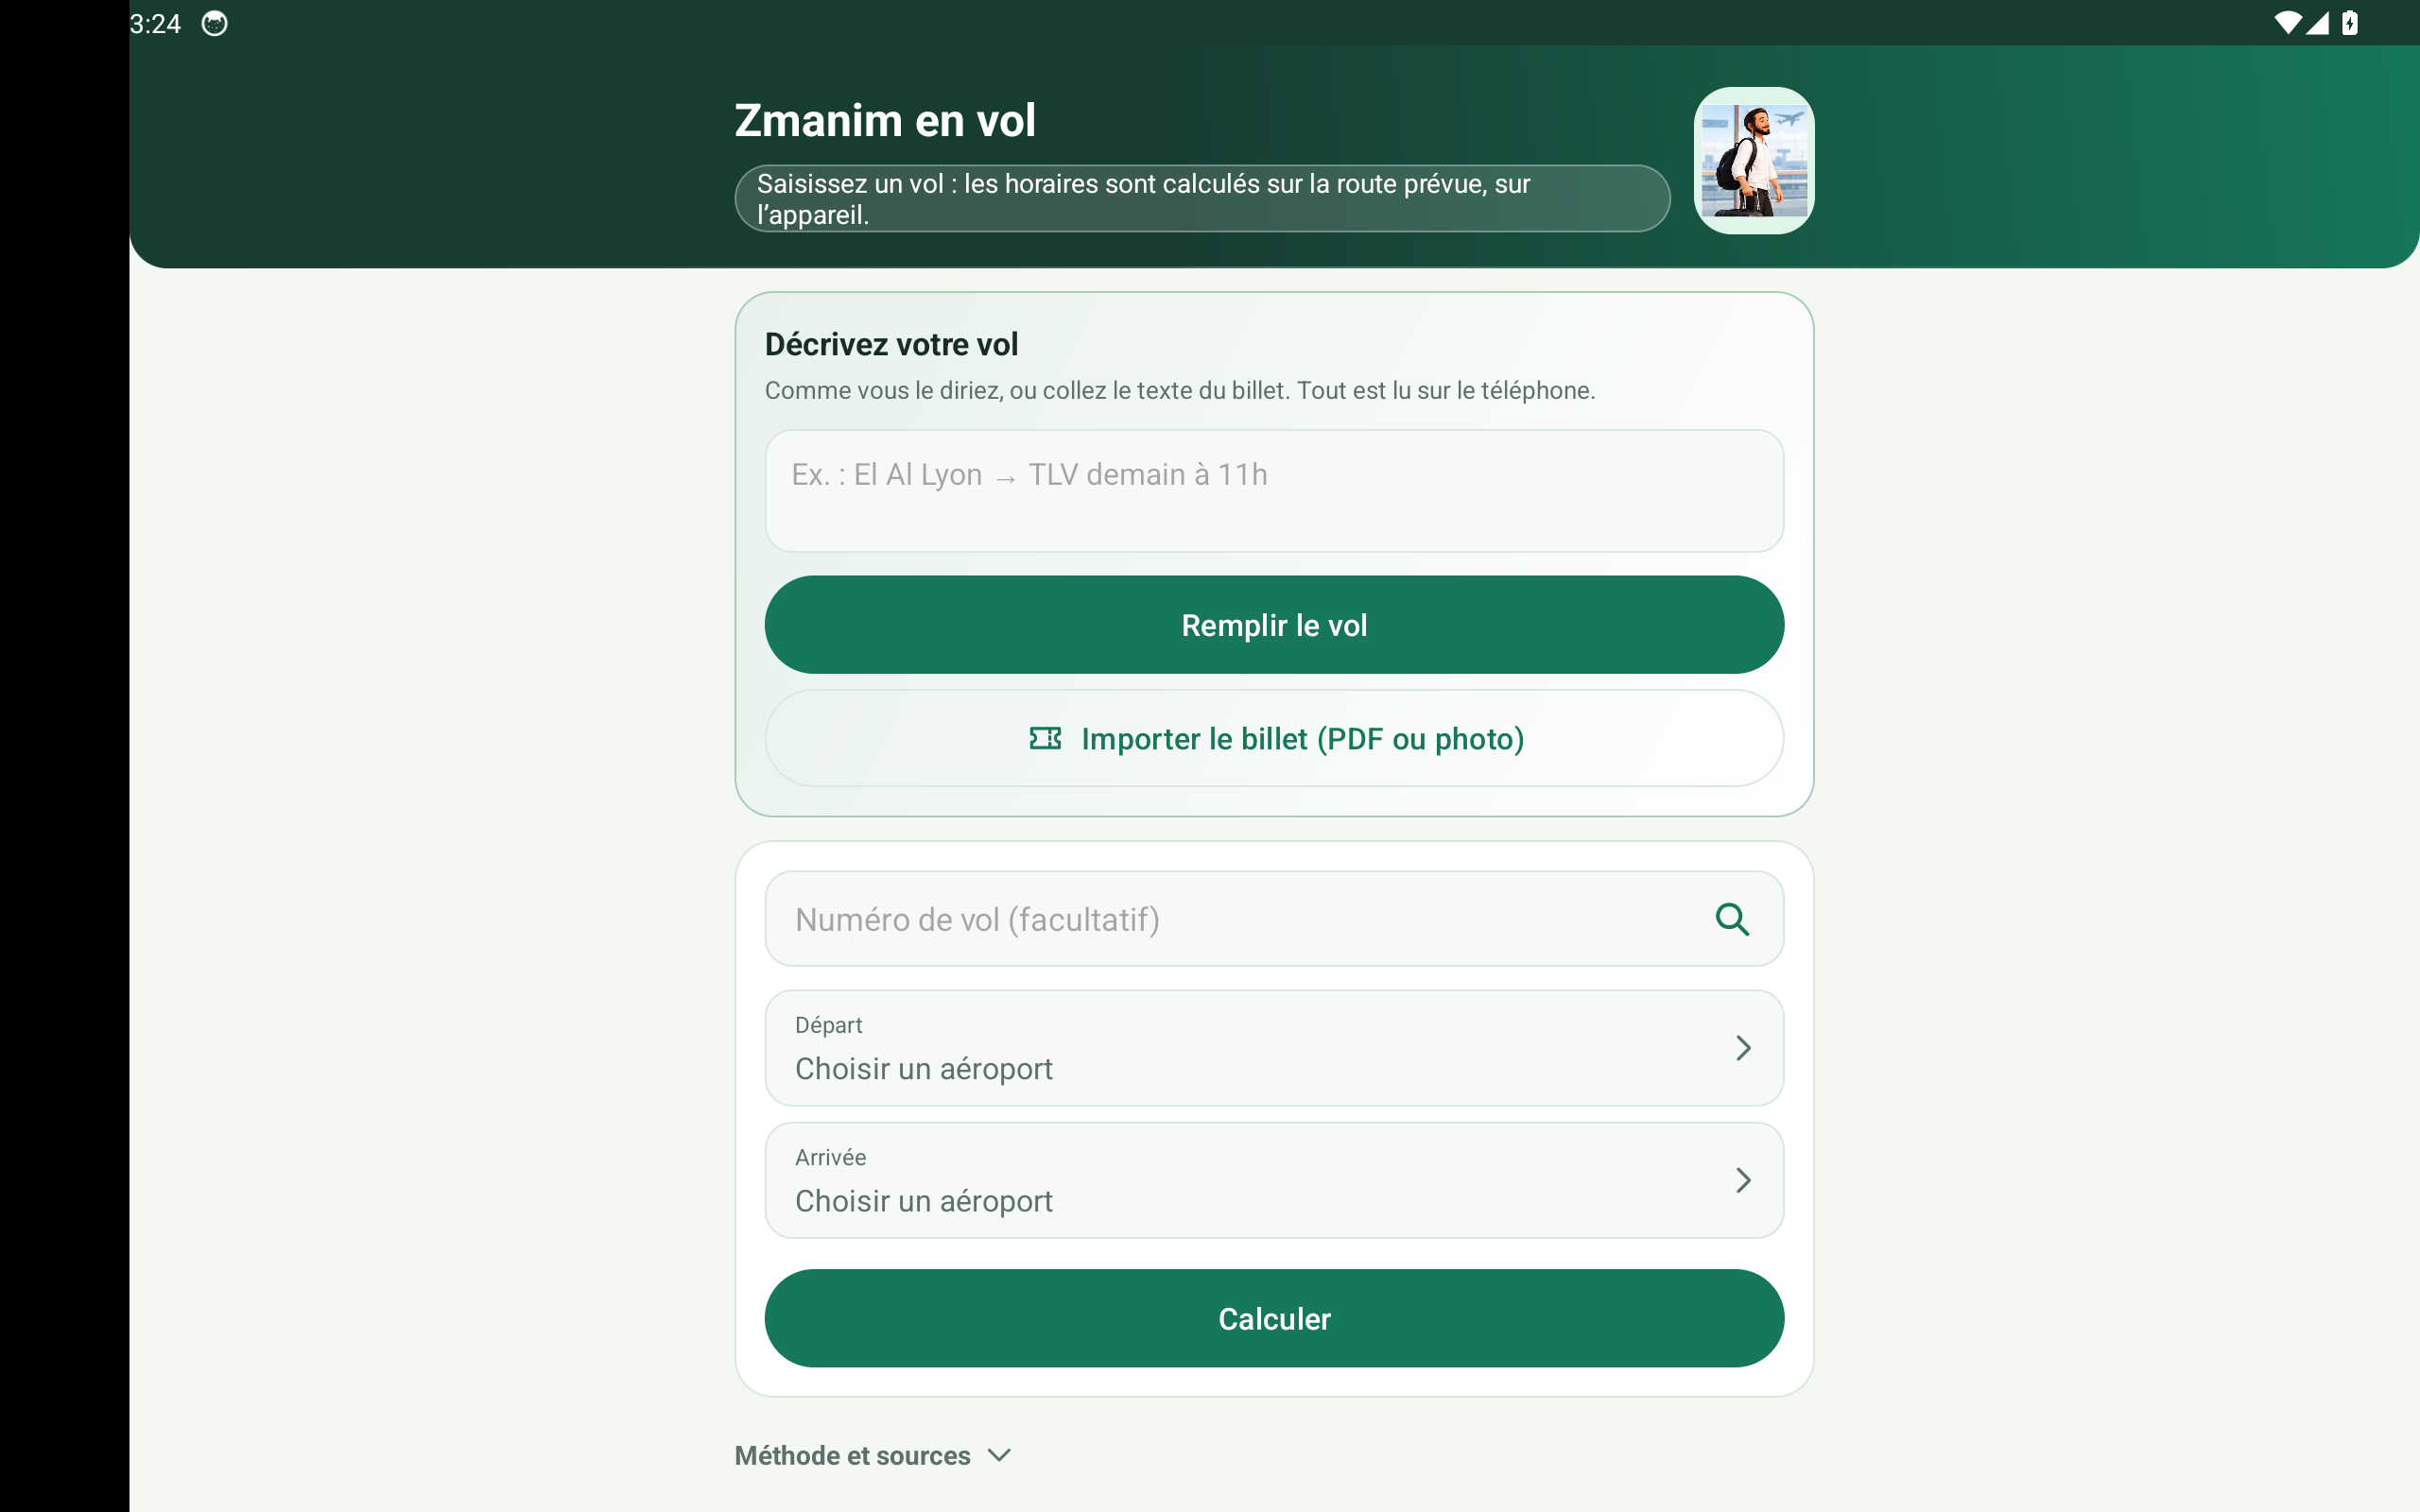 3:24
Zmanim en vol
Saisissez un vol : les horaires sont calculés sur la route prévue, sur
l’appareil.
Décrivez votre vol
Comme vous le diriez, ou collez le texte du billet. Tout est lu sur le téléphone.
Ex. : El Al Lyon → TLV demain à 11h
Remplir le vol
Importer le billet (PDF ou photo)
Numéro de vol (facultatif)
Départ
Choisir un aéroport
Arrivée
Choisir un aéroport
Calculer
Méthode et sources